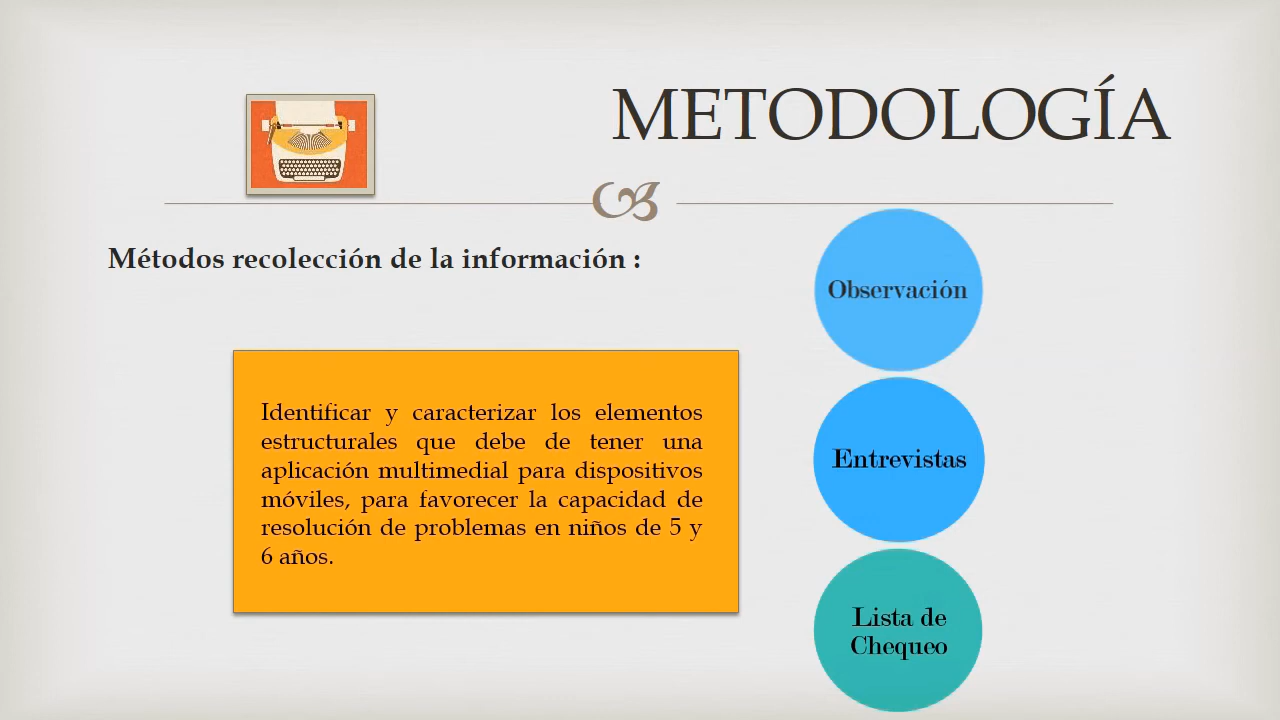 METODOLOGÍA
Métodos recolección de la información :
Identificar y caracterizar los elementos
estructurales que debe de tener una
aplicación multimedial para dispositivos
móviles, para favorecer la capacidad de
resolución de problemas en niños de 5 y
6 años.
Observación
Entrevistas
Lista de
Chequeo